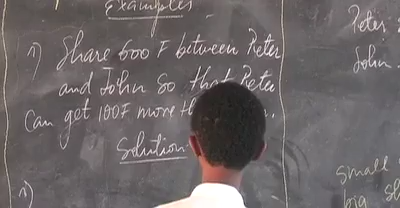 Examples
1) Share 600 F between Peter
and John so that Peter
can get 100F more
Solution
1)
Peter
John
small
big